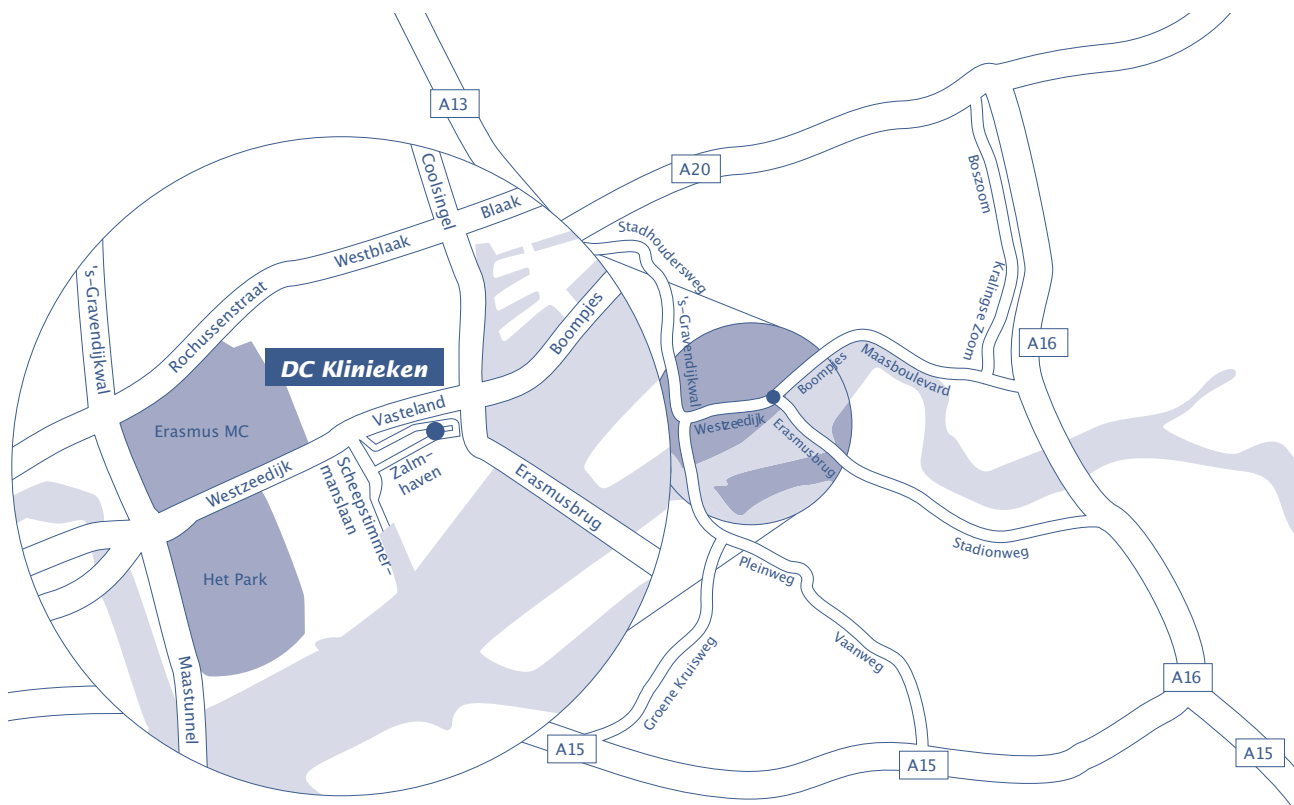 A13
A20
Coolsingel
Blaak
Westblaak
Stadhoudersweg
Boszoom
's-Gravendijkwal
Rochussenstraat
Boompjes
's-Gravendijkwal
Kralingse Zoom
A16
DC Klinieken
Boompjes
Maasboulevard
Vasteland
Erasmus MC
Westzeedijk
Erasmusbrug
Westzeedijk
Zalm-
haven
Scheepstimmer-
manslaan
Erasmusbrug
Stadionweg
Pleinweg
Het Park
Vaanweg
Groene Kruisweg
Maastunnel
A16
A15
A15
A15